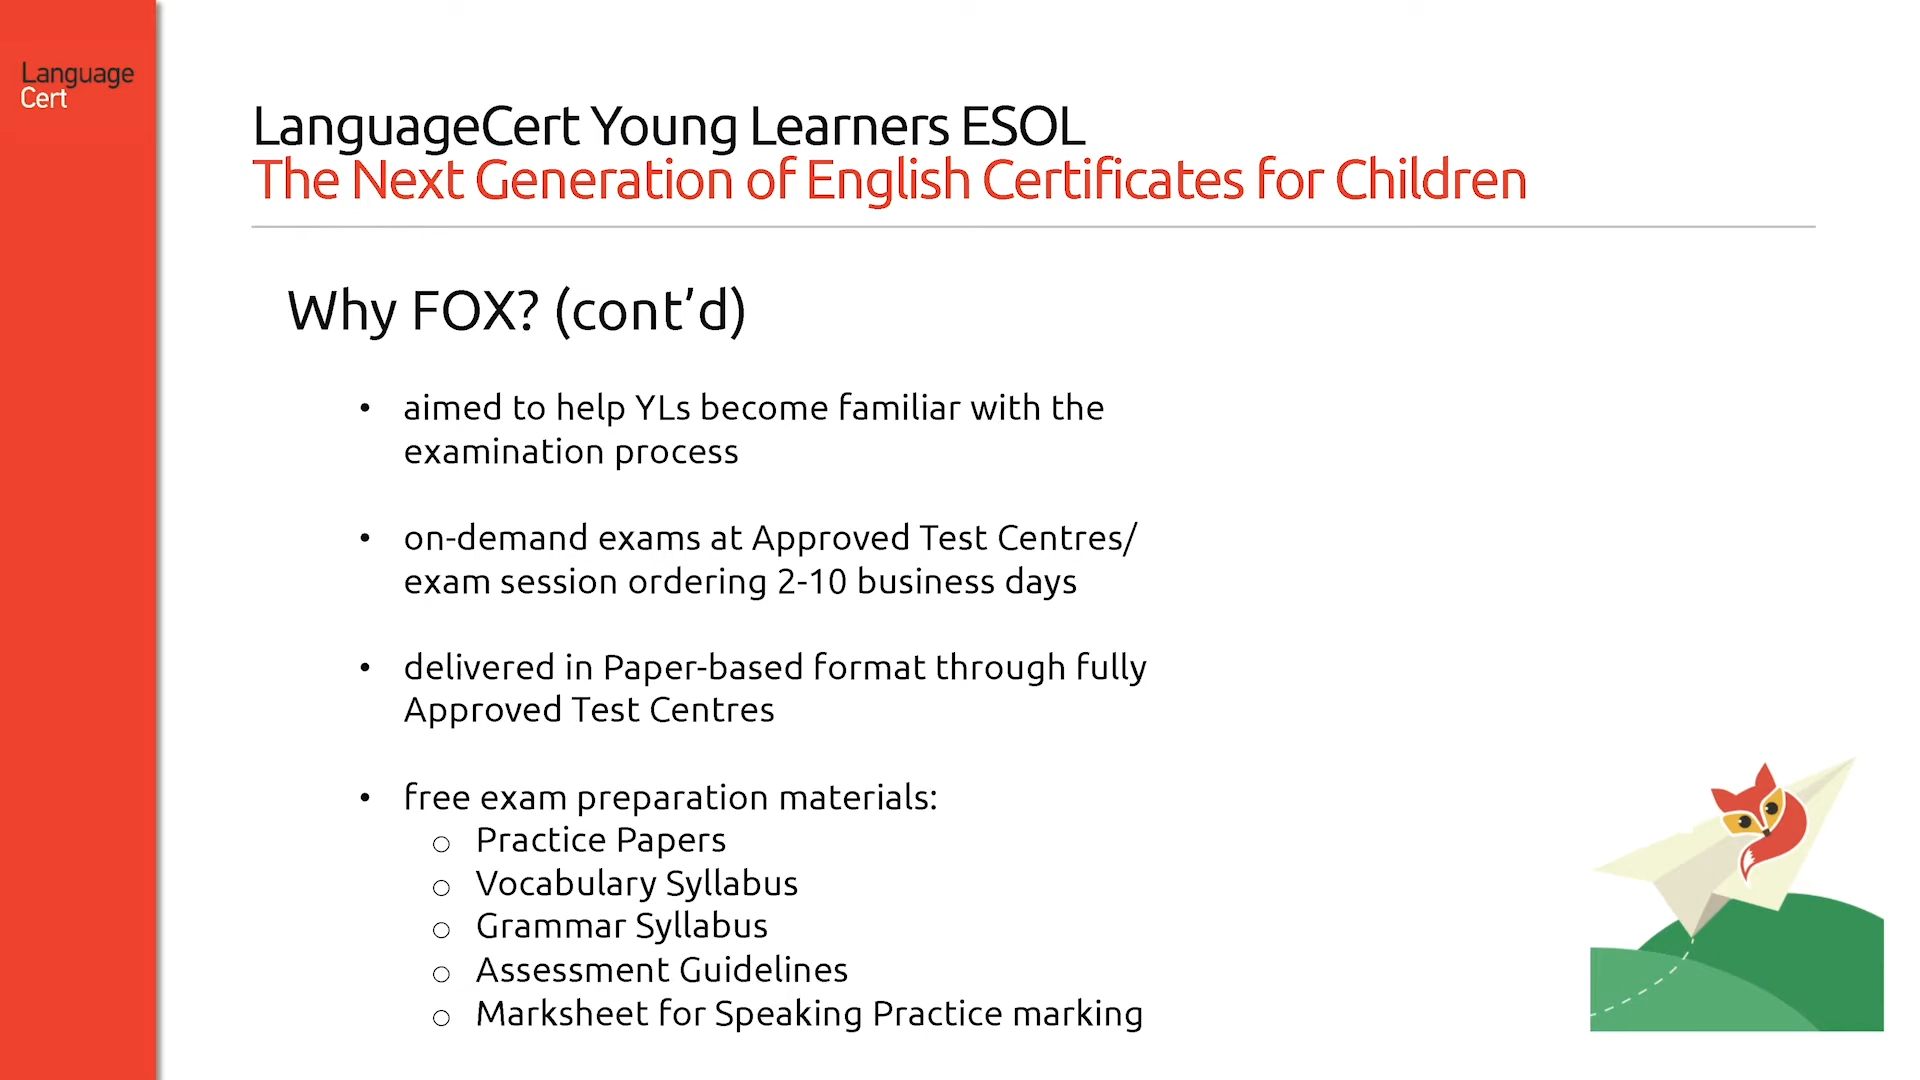 Language
Cert
LanguageCert Young Learners ESOL
The Next Generation of English Certificates for Children
Why FOX? (cont’d)
• aimed to help YLs become familiar with the
examination process
• on-demand exams at Approved Test Centres/
exam session ordering 2-10 business days
• delivered in Paper-based format through fully
Approved Test Centres
• free exam preparation materials:
o Practice Papers
o Vocabulary Syllabus
o Grammar Syllabus
o Assessment Guidelines
o Marksheet for Speaking Practice marking